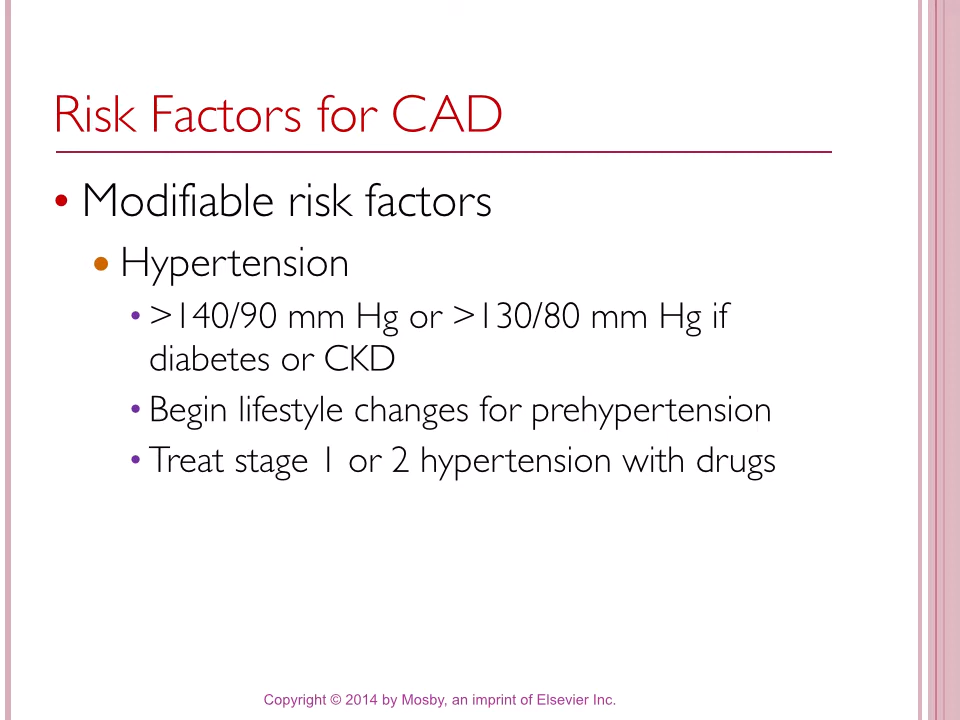 Risk Factors for CAD
• Modifiable risk factors
• Hypertension
• >140/90 mm Hg or >130/80 mm Hg if
diabetes or CKD
• Begin lifestyle changes for prehypertension
• Treat stage 1 or 2 hypertension with drugs
Copyright © 2014 by Mosby, an imprint of Elsevier Inc.